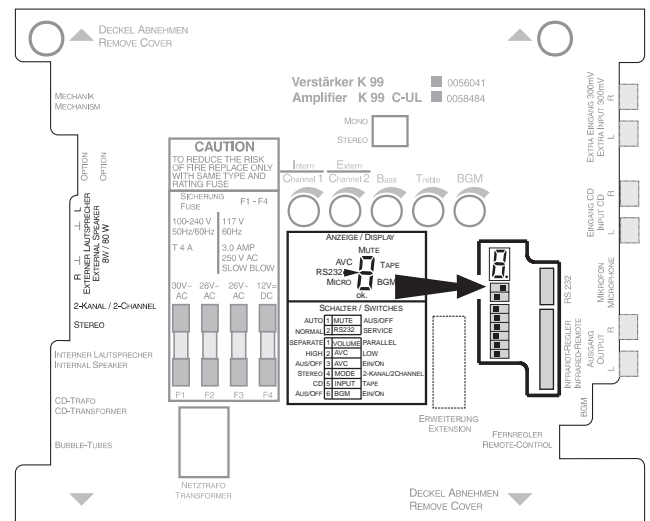 DECKEL ABNEHMEN
REMOVE COVER
Verstärker K 99 0056041
Amplifier K 99 C-UL 0058484
MONO
STEREO
MECHANIK
MECHANISM
OPTION
OPTION
EXTERNER LAUTSPRECHER
EXTERNAL SPEAKER
8W / 80 W
R ⊥ ⊥ L
2-KANAL / 2-CHANNEL
STEREO
INTERNER LAUTSPRECHER
INTERNAL SPEAKER
CD-TRAFO
CD-TRANSFORMER
BUBBLE-TUBES
CAUTION
TO REDUCE THE RISK
OF FIRE REPLACE ONLY
WITH SAME TYPE AND
RATING FUSE
SICHERUNG
FUSE F1 - F4
100-240 V 117 V
50Hz/60Hz 60Hz
T 4 A 3,0 AMP
250 V AC
SLOW BLOW
30V~ 26V~ 26V~ 12V=
AC AC AC DC
F1 F2 F3 F4
NETZTRAFO
TRANSFORMER
Intern Extern
Channel 1 Channel 2 Bass Treble BGM
ANZEIGE / DISPLAY
MUTE
AVC TAPE
RS232
MICRO BGM
ok.
8.
SCHALTER / SWITCHES
AUTO 1 MUTE AUS/OFF
NORMAL 2 RS232 SERVICE
SEPARATE 1 VOLUME PARALLEL
HIGH 2 AVC LOW
AUS/OFF 3 AVC EIN/ON
STEREO 4 MODE 2-KANAL/2CHANNEL
CD 5 INPUT TAPE
AUS/OFF 6 BGM EIN/ON
ERWEITERUNG
EXTENSION
8.
RS 232
INFRAROT-REGLER
INFRARED-REMOTE
FERNREGLER
REMOTE-CONTROL
EXTRA EINGANG 300mV
EXTRA INPUT 300mV
L R
EINGANG CD
INPUT CD
L R
MIKROFON
MICROPHONE
AUSGANG
OUTPUT
L R
BGM
DECKEL ABNEHMEN
REMOVE COVER